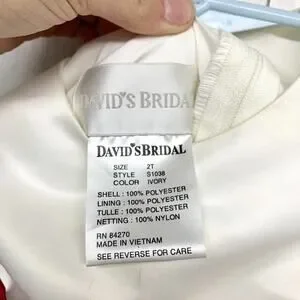 DAVID'S BRIDAL
DAVID'S BRIDAL
SIZE 2T
STYLE S1038
COLOR IVORY
SHELL : 100% POLYESTER
LINING : 100% POLYESTER
TULLE : 100% POLYESTER
NETTING : 100% NYLON
RN 84270
MADE IN VIETNAM
SEE REVERSE FOR CARE